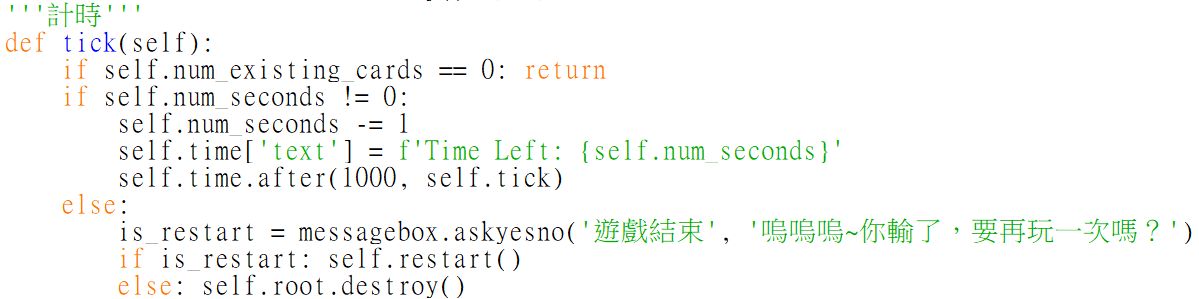 '''計時'''
def tick(self):
    if self.num_existing_cards == 0: return
    if self.num_seconds != 0:
        self.num_seconds -= 1
        self.time['text'] = f'Time Left: {self.num_seconds}'
        self.time.after(1000, self.tick)
    else:
        is_restart = messagebox.askyesno('遊戲結束', '嗚嗚嗚~你輸了，要再玩一次嗎？')
        if is_restart: self.restart()
        else: self.root.destroy()